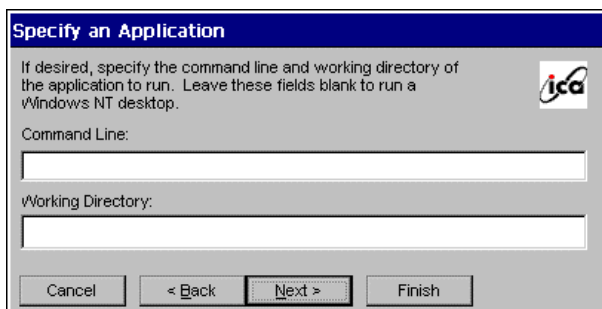 Specify an Application
If desired, specify the command line and working directory of
the application to run. Leave these fields blank to run a
Windows NT desktop.
ica
Command Line:
Working Directory:
Cancel
< Back
Next >
Finish